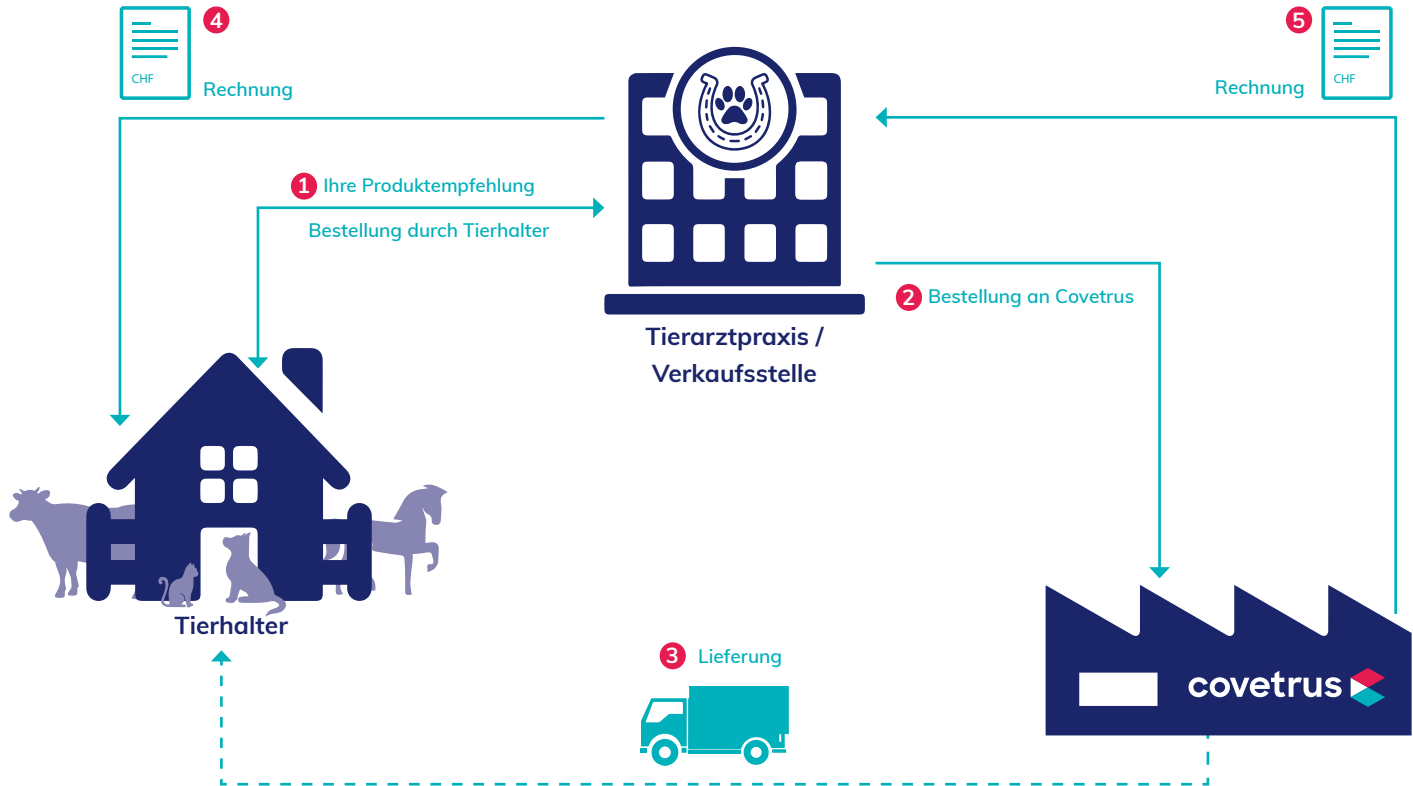 4
CHF
Rechnung
5
Rechnung
CHF
1 Ihre Produktempfehlung
Bestellung durch Tierhalter
2 Bestellung an Covetrus
Tierarztpraxis /
Verkaufsstelle
Tierhalter
3 Lieferung
covetrus